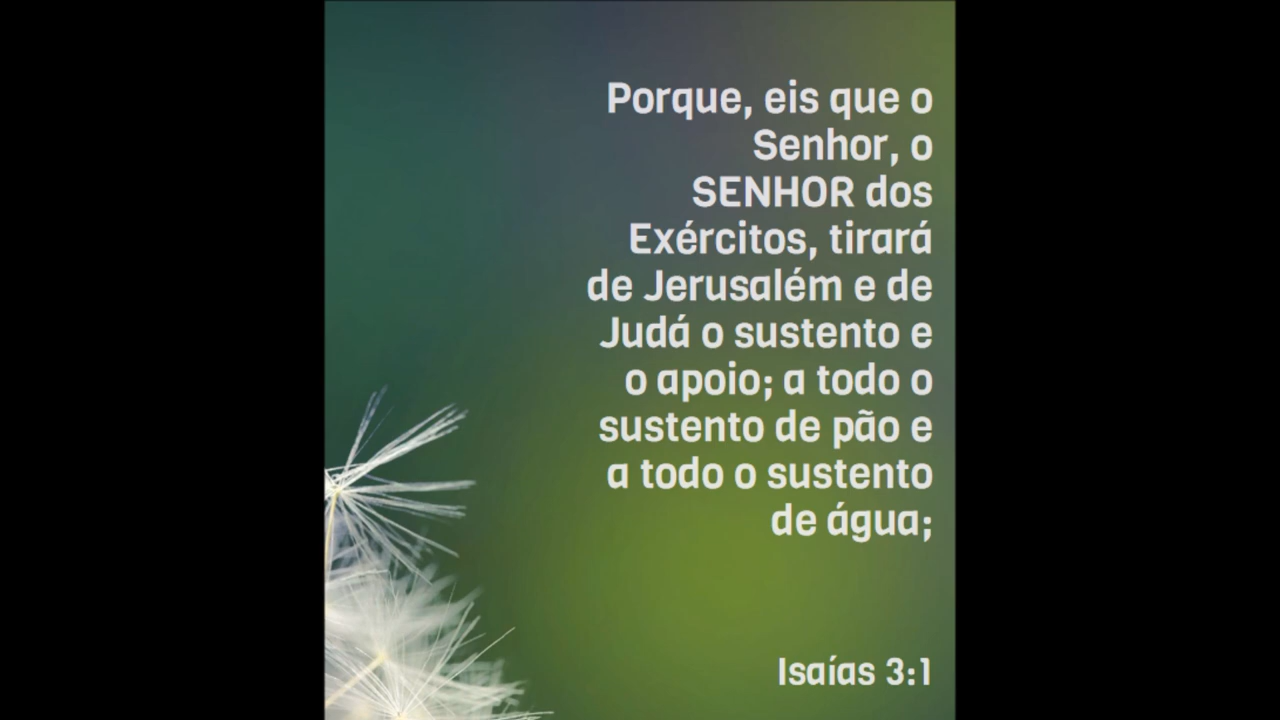 Porque, eis que o
Senhor, o
SENHOR dos
Exércitos, tirará
de Jerusalém e de
Judá o sustento e
o apoio; a todo o
sustento de pão e
a todo o sustento
de água;
Isaías 3:1